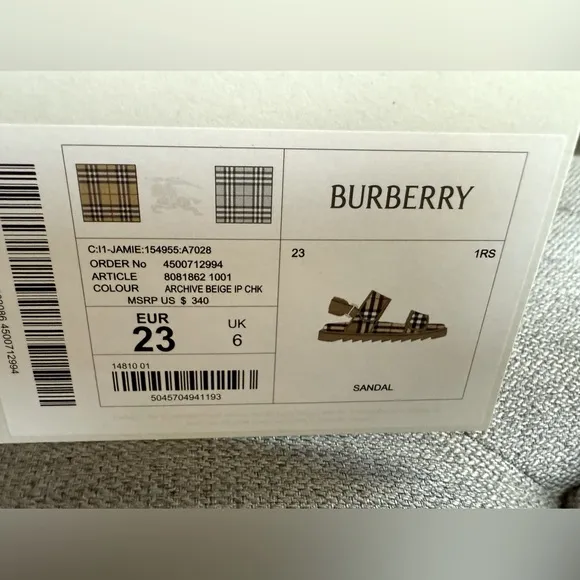 BURBERRY
C:I1-JAMIE:154955:A7028
ORDER No 4500712994
ARTICLE 8081862 1001
COLOUR ARCHIVE BEIGE IP CHK
MSRP US $ 340
EUR
23
UK
6
14810 01
5045704941193
23 1RS
SANDAL
4500712994